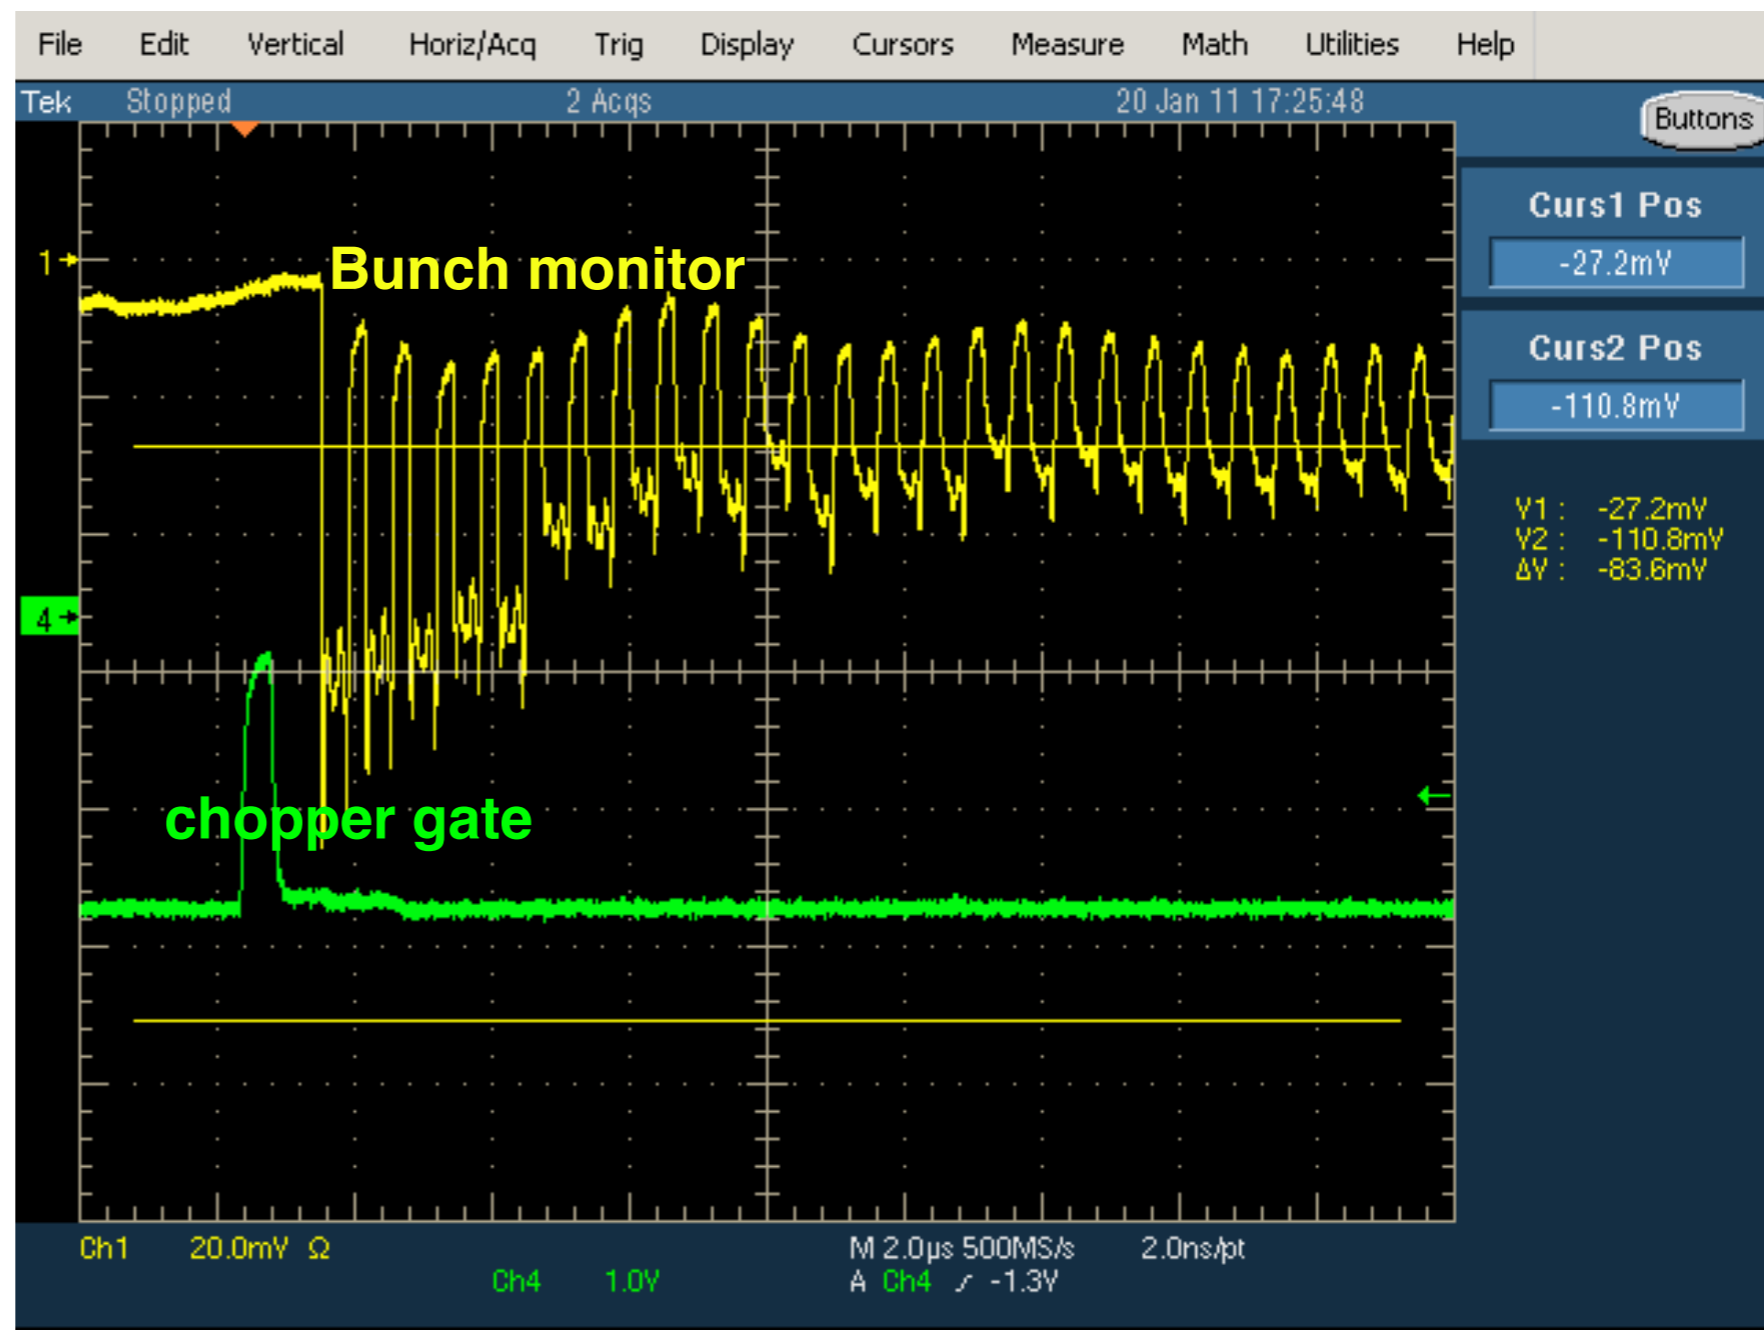 File Edit Vertical Horiz/Acq Trig Display Cursors Measure Math Utilities Help
Tek Stopped 2 Acqs 20 Jan 11 17:25:48
Buttons
Curs1 Pos
-27.2mV
Curs2 Pos
-110.8mV
V1 : -27.2mV
V2 : -110.8mV
ΔV : -83.6mV
1
Bunch monitor
4
chopper gate
Ch1 20.0mV Ω M 2.0µs 500MS/s 2.0ns/pt
Ch4 1.0V A Ch4 ∕ -1.3V